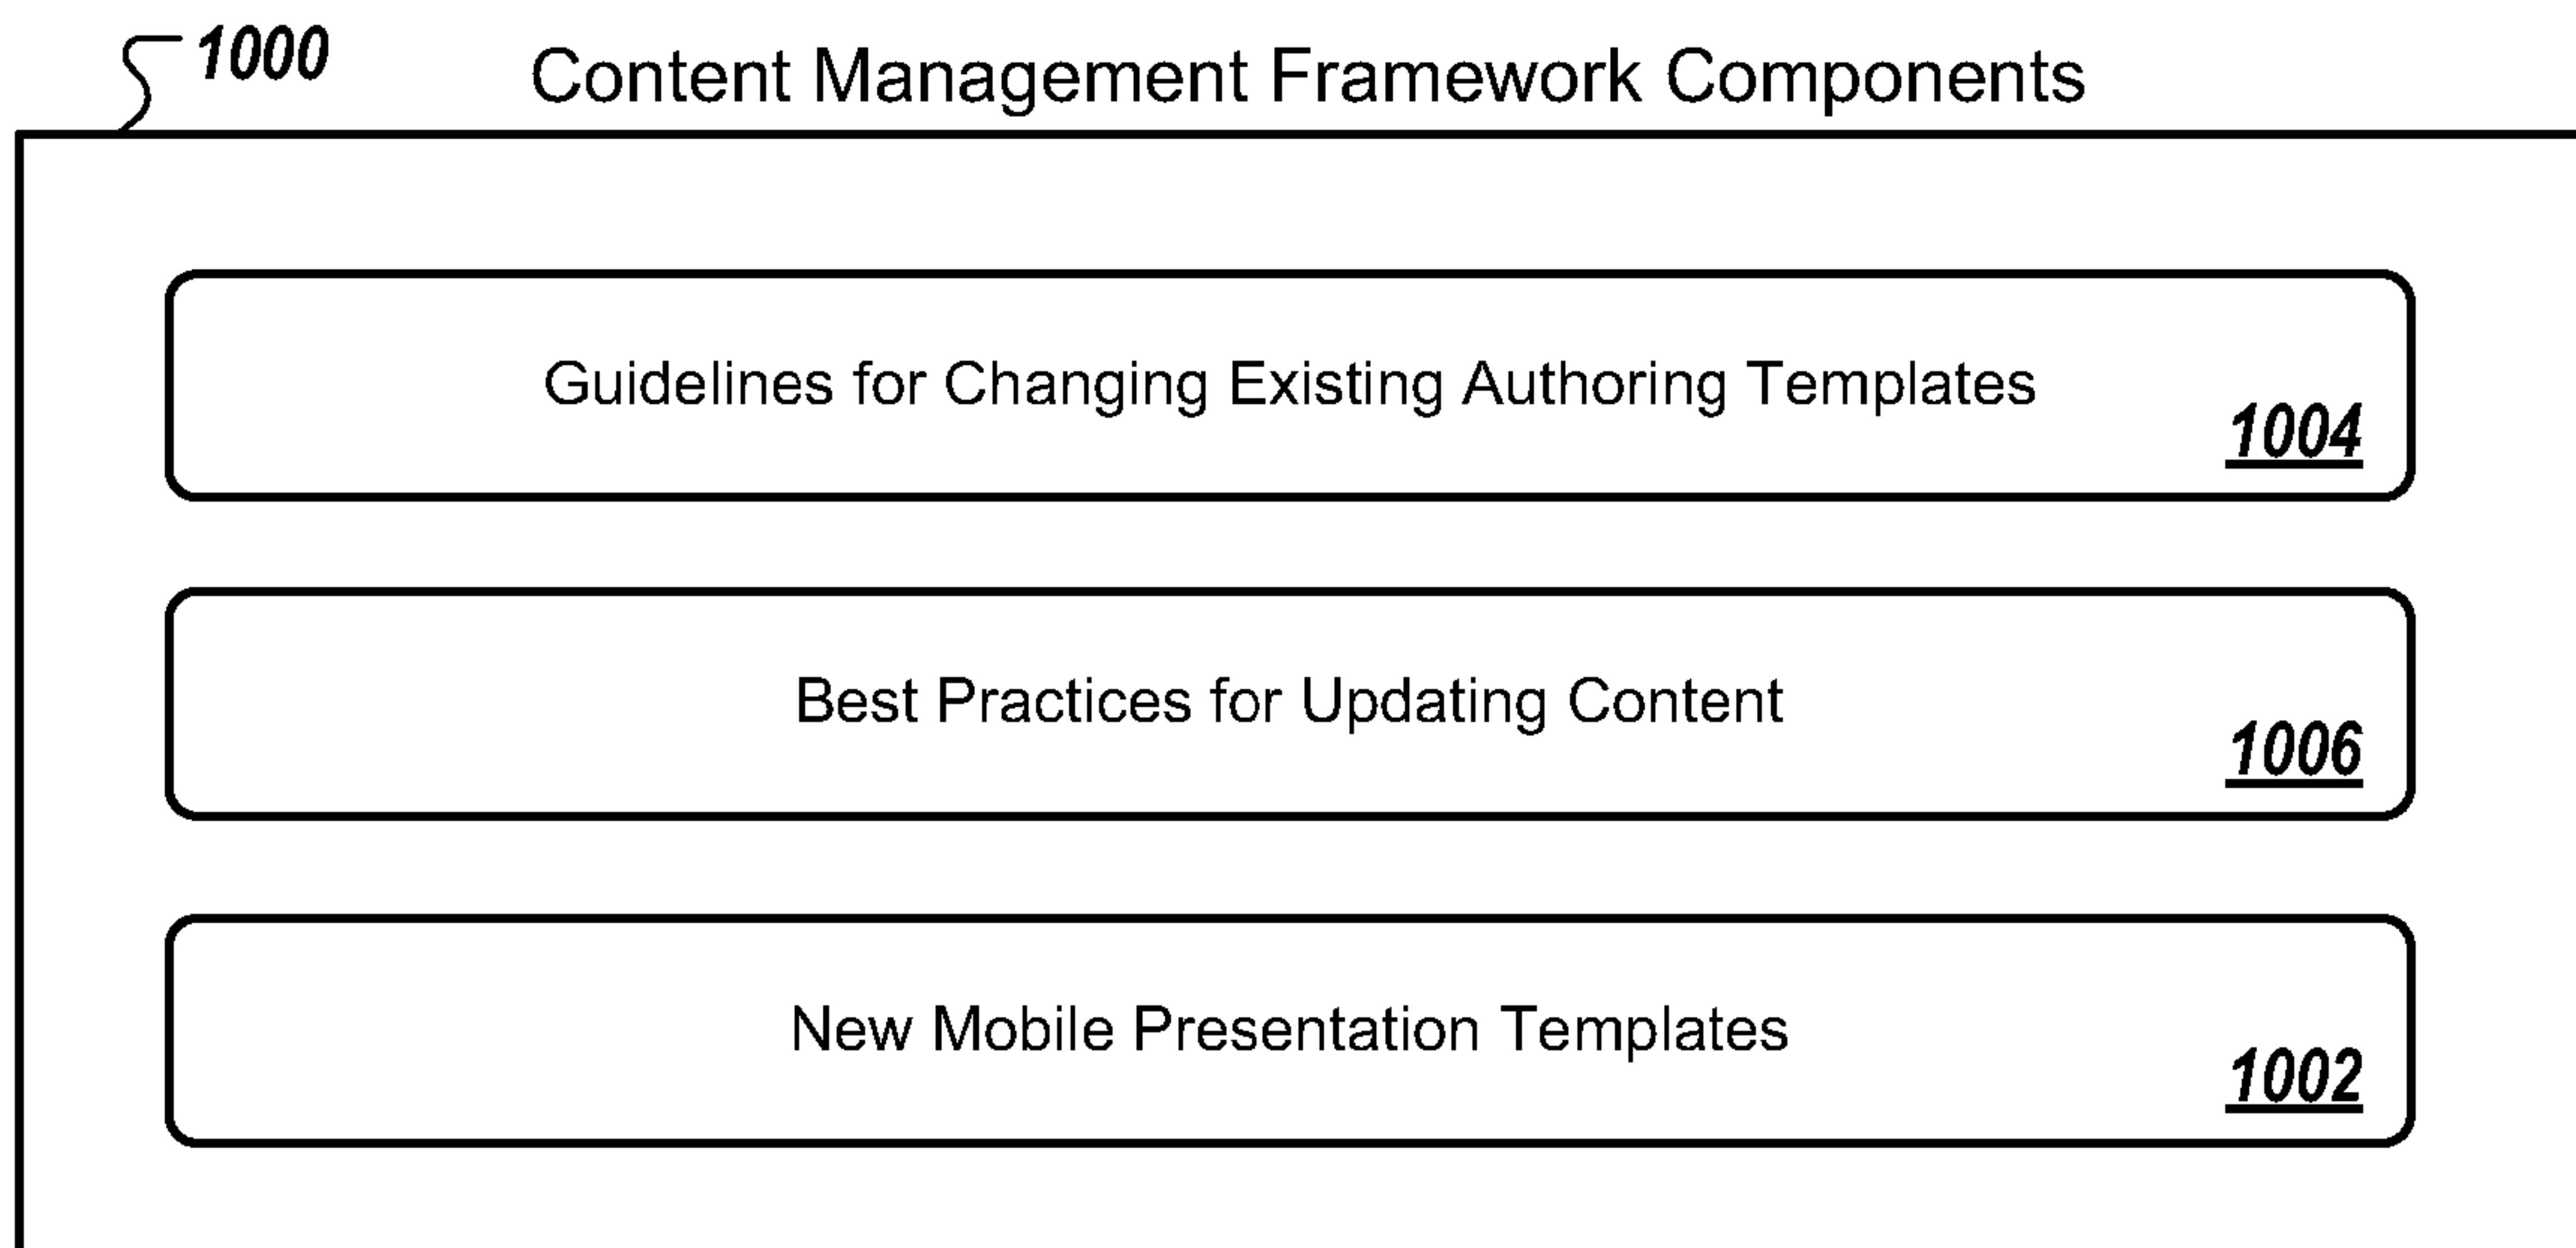 1000
Content Management Framework Components
Guidelines for Changing Existing Authoring Templates
1004
Best Practices for Updating Content
1006
New Mobile Presentation Templates
1002